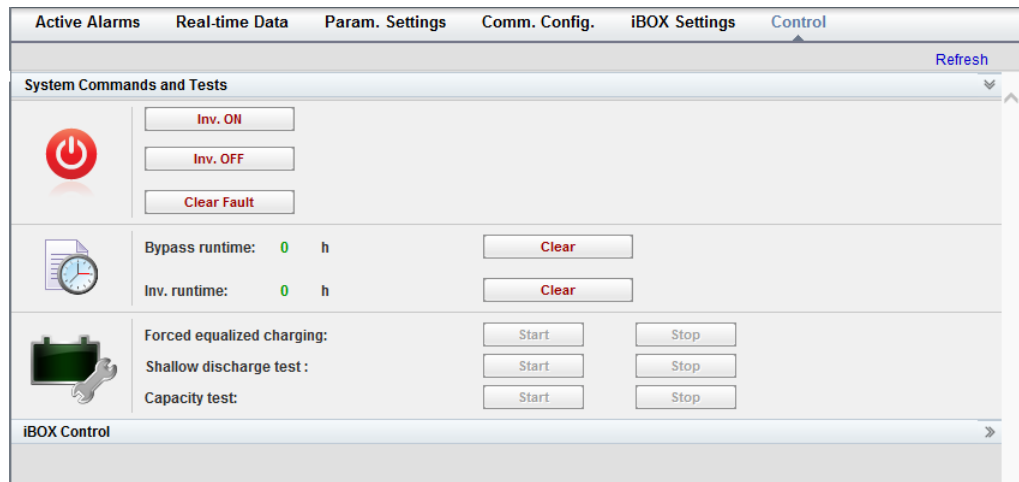 Active Alarms Real-time Data Param. Settings Comm. Config. iBOX Settings Control
Refresh
System Commands and Tests
Inv. ON
Inv. OFF
Clear Fault
Bypass runtime: 0 h Clear
Inv. runtime: 0 h Clear
Forced equalized charging: Start Stop
Shallow discharge test : Start Stop
Capacity test: Start Stop
iBOX Control